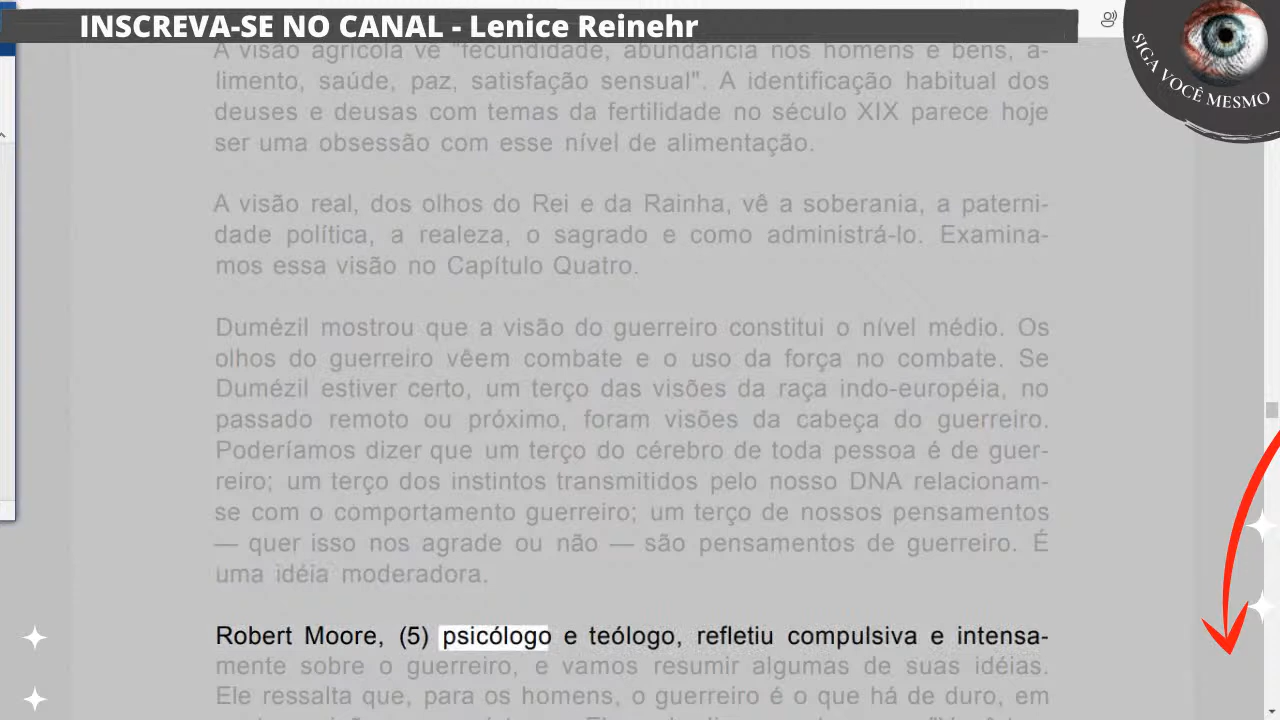 INSCREVA-SE NO CANAL - Lenice Reinehr
SIGA VOCÊ MESMO
A visão agrícola vê "fecundidade, abundância nos homens e bens, a-
limento, saúde, paz, satisfação sensual". A identificação habitual dos
deuses e deusas com temas da fertilidade no século XIX parece hoje
ser uma obsessão com esse nível de alimentação.
A visão real, dos olhos do Rei e da Rainha, vê a soberania, a paterni-
dade política, a realeza, o sagrado e como administrá-lo. Examina-
mos essa visão no Capítulo Quatro.
Dumézil mostrou que a visão do guerreiro constitui o nível médio. Os
olhos do guerreiro vêem combate e o uso da força no combate. Se
Dumézil estiver certo, um terço das visões da raça indo-européia, no
passado remoto ou próximo, foram visões da cabeça do guerreiro.
Poderíamos dizer que um terço do cérebro de toda pessoa é de guer-
reiro; um terço dos instintos transmitidos pelo nosso DNA relacionam-
se com o comportamento guerreiro; um terço de nossos pensamentos
— quer isso nos agrade ou não — são pensamentos de guerreiro. É
uma idéia moderadora.
Robert Moore, (5) psicólogo e teólogo, refletiu compulsiva e intensa-
mente sobre o guerreiro, e vamos resumir algumas de suas idéias.
Ele ressalta que, para os homens, o guerreiro é o que há de duro, em